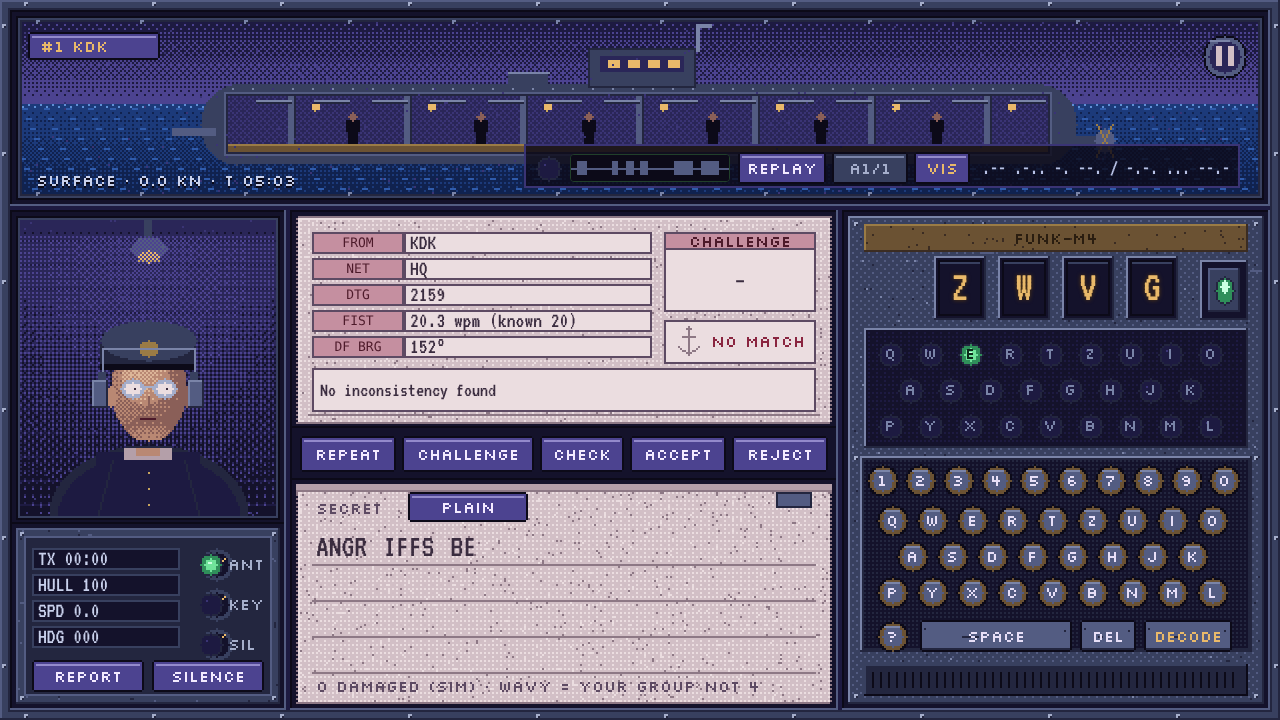 #1 KDK
SURFACE · 0.0 KN · T 05:03
REPLAY
A1/1
VIS
.-- .-.. -. --. / -.-. ... --.-
FROM KDK
NET HQ
DTG 2159
FIST 20.3 wpm (known 20)
DF BRG 152°
CHALLENGE
-
NO MATCH
No inconsistency found
REPEAT
CHALLENGE
CHECK
ACCEPT
REJECT
SECRET
PLAIN
ANGR IFFS BE
0 DAMAGED (SIM) · WAVY = YOUR GROUP NOT 4
TX 00:00
HULL 100
SPD 0.0
HDG 000
ANT
KEY
SIL
REPORT
SILENCE
FUNK-M4
Z W V G
Q W E R T Z U I O
A S D F G H J K
P Y X C V B N M L
1 2 3 4 5 6 7 8 9 0
Q W E R T Z U I O
A S D F G H J K
P Y X C V B N M L
? SPACE DEL DECODE